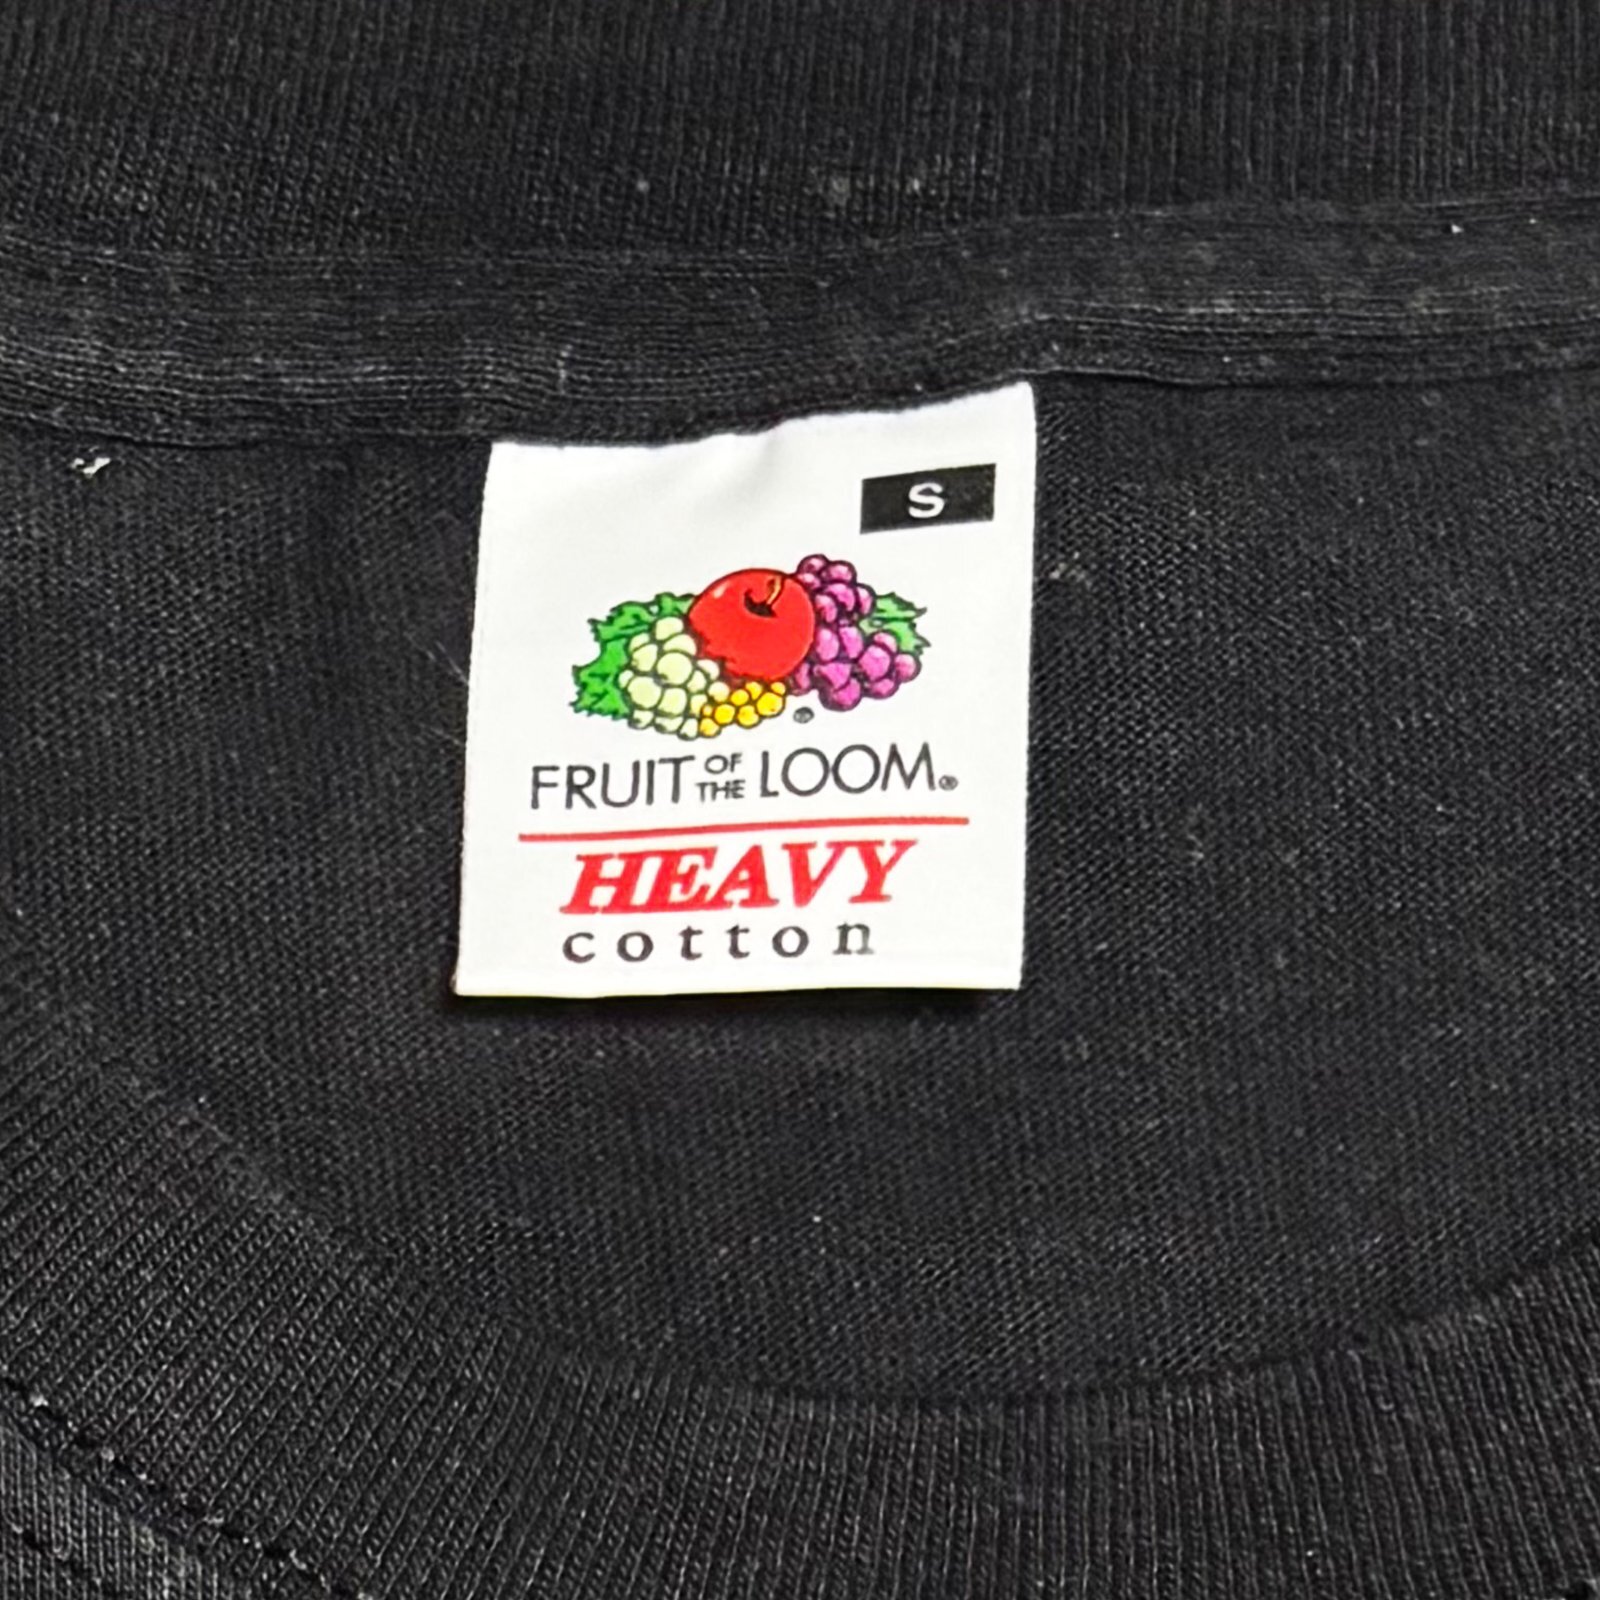 S
FRUIT OF THE LOOM®
HEAVY
cotton